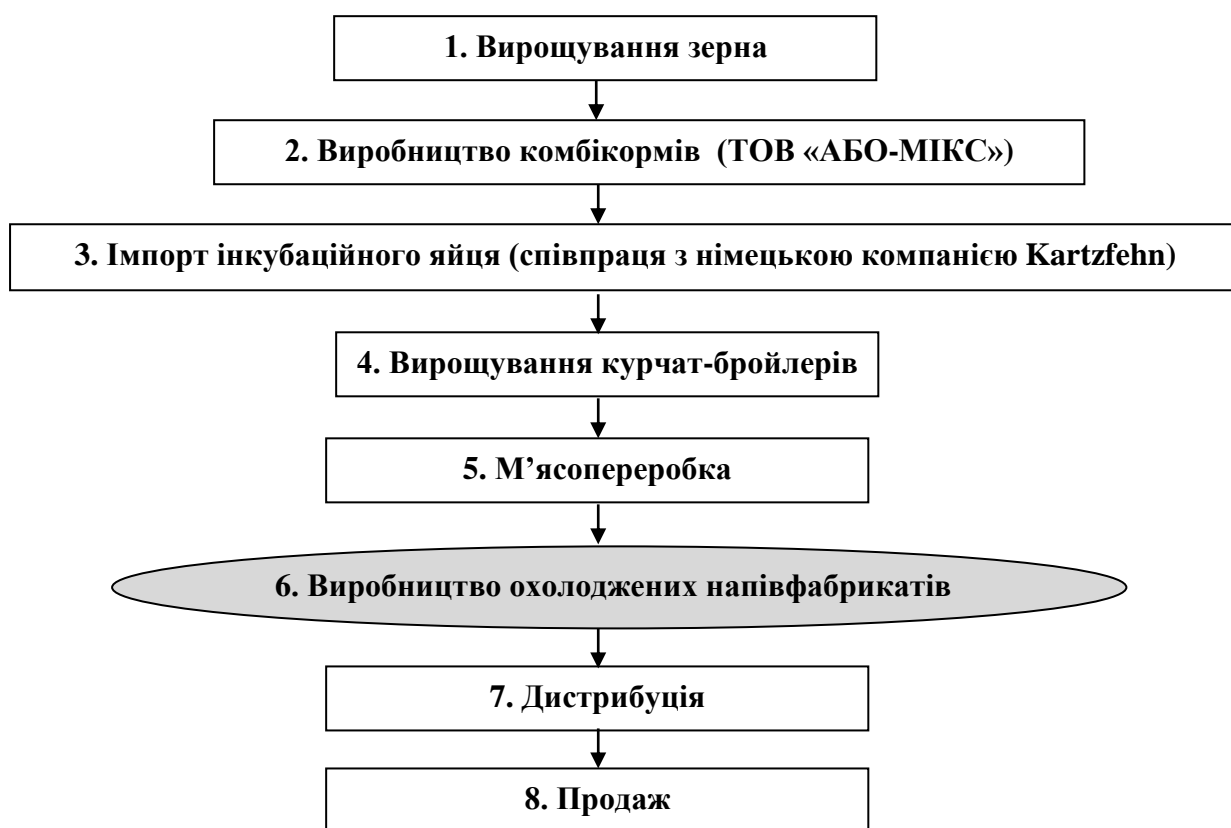 1. Вирощування зерна
2. Виробництво комбікормів (ТОВ «АБО-МІКС»)
3. Імпорт інкубаційного яйця (співпраця з німецькою компанією Kartzfehn)
4. Вирощування курчат-бройлерів
5. М’ясопереробка
6. Виробництво охолоджених напівфабрикатів
7. Дистрибуція
8. Продаж